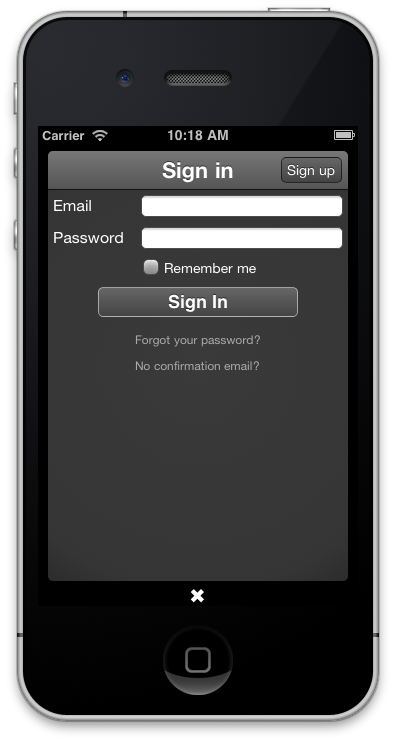 Carrier 10:18 AM
Sign in Sign up
Email
Password
Remember me
Sign In
Forgot your password?
No confirmation email?